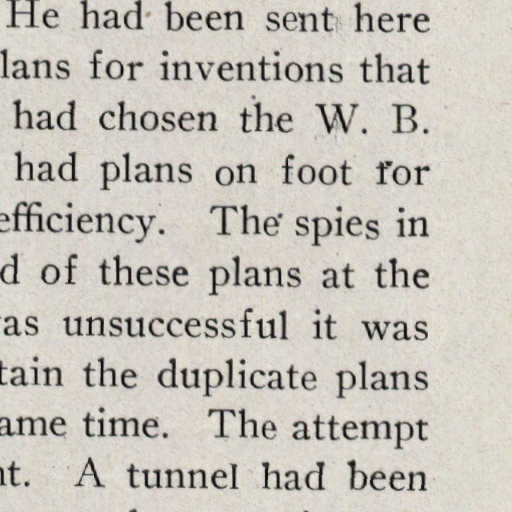 He had been sent here
lans for inventions that
had chosen the W. B.
had plans on foot for
efficiency. The spies in
d of these plans at the
as unsuccessful it was
tain the duplicate plans
ame time. The attempt
nt. A tunnel had been